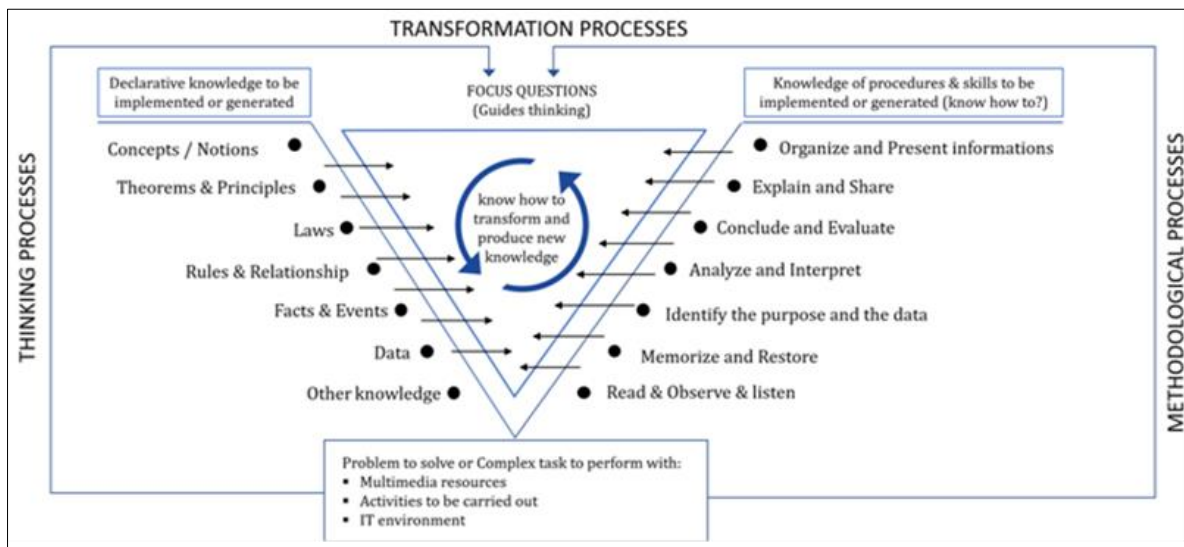 TRANSFORMATION PROCESSES
Declarative knowledge to be
implemented or generated
FOCUS QUESTIONS
(Guides thinking)
Knowledge of procedures & skills to be
implemented or generated (know how to?)
THINKING PROCESSES
Concepts / Notions
Theorems & Principles
Laws
Rules & Relationship
Facts & Events
Data
Other knowledge
know how to
transform and
produce new
knowledge
Organize and Present informations
Explain and Share
Conclude and Evaluate
Analyze and Interpret
Identify the purpose and the data
Memorize and Restore
Read & Observe & listen
METHODOLOGICAL PROCESSES
Problem to solve or Complex task to perform with:
▪ Multimedia resources
▪ Activities to be carried out
▪ IT environment